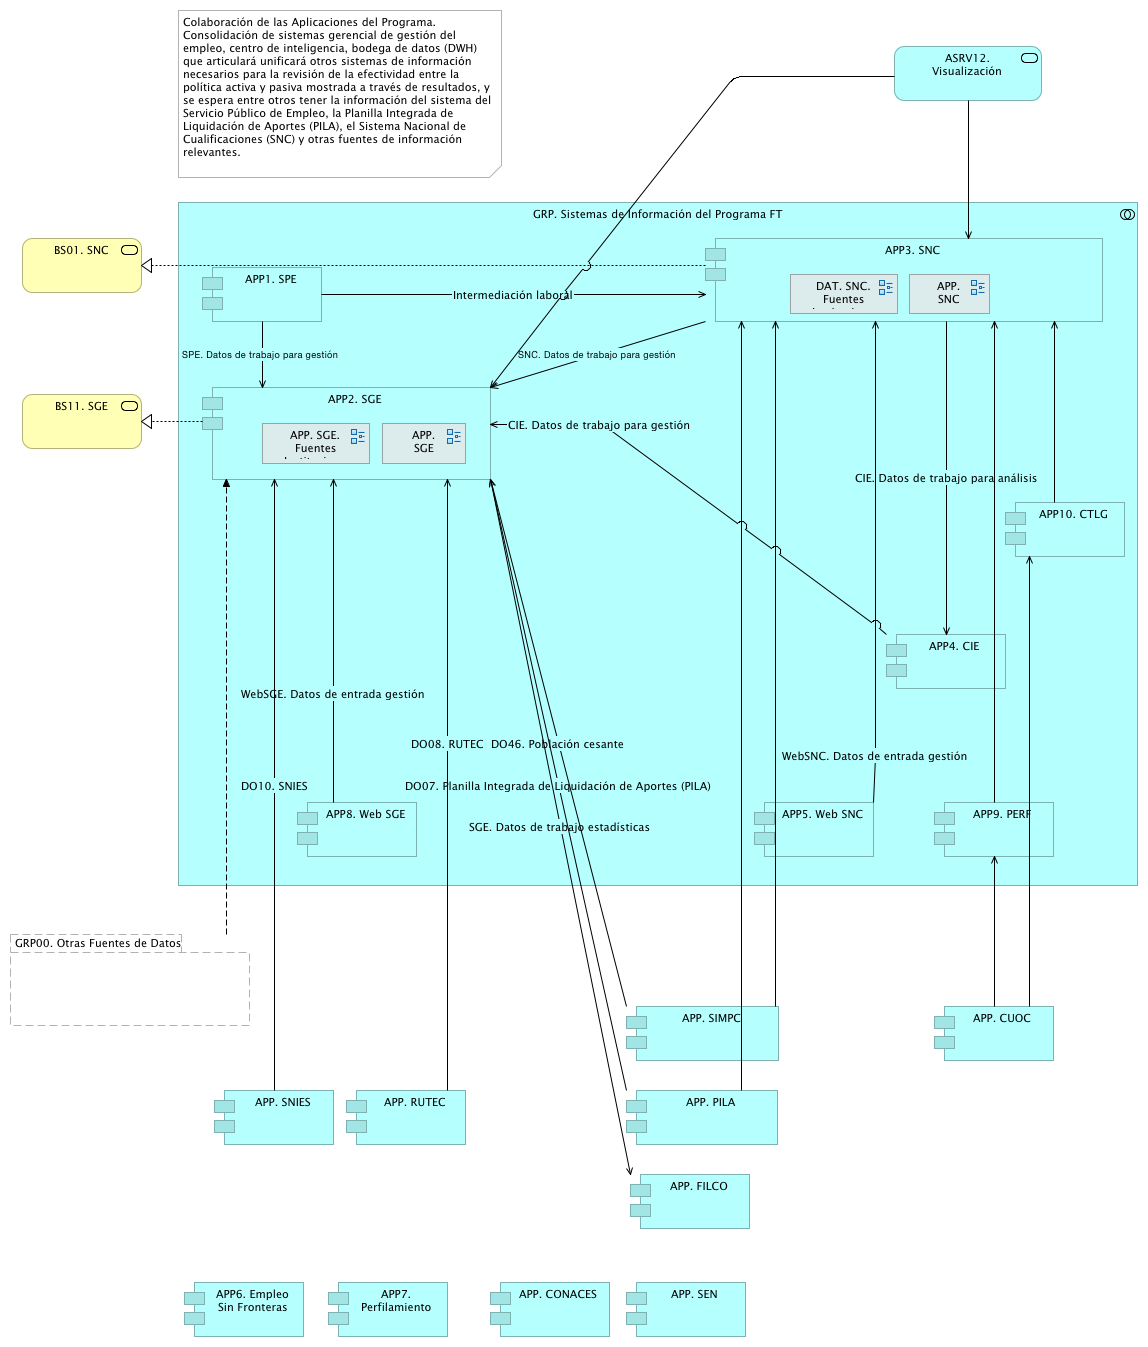 Colaboración de las Aplicaciones del Programa.
Consolidación de sistemas gerencial de gestión del
empleo, centro de inteligencia, bodega de datos (DWH)
que articulará unificará otros sistemas de información
necesarios para la revisión de la efectividad entre la
política activa y pasiva mostrada a través de resultados, y
se espera entre otros tener la información del sistema del
Servicio Público de Empleo, la Planilla Integrada de
Liquidación de Aportes (PILA), el Sistema Nacional de
Cualificaciones (SNC) y otras fuentes de información
relevantes.
ASRV12.
Visualización
GRP. Sistemas de Información del Programa FT
BS01. SNC
APP3. SNC
APP1. SPE
DAT. SNC.
Fuentes
APP.
SNC
Intermediación laboral
SPE. Datos de trabajo para gestión
SNC. Datos de trabajo para gestión
BS11. SGE
APP2. SGE
APP. SGE.
Fuentes
APP.
SGE
CIE. Datos de trabajo para gestión
CIE. Datos de trabajo para análisis
APP10. CTLG
APP4. CIE
WebSGE. Datos de entrada gestión
DO08. RUTEC
DO46. Población cesante
WebSNC. Datos de entrada gestión
DO10. SNIES
DO07. Planilla Integrada de Liquidación de Aportes (PILA)
APP8. Web SGE
APP5. Web SNC
APP9. PERF
SGE. Datos de trabajo estadísticas
GRP00. Otras Fuentes de Datos
APP. SIMPC
APP. CUOC
APP. SNIES
APP. RUTEC
APP. PILA
APP. FILCO
APP6. Empleo
Sin Fronteras
APP7.
Perfilamiento
APP. CONACES
APP. SEN